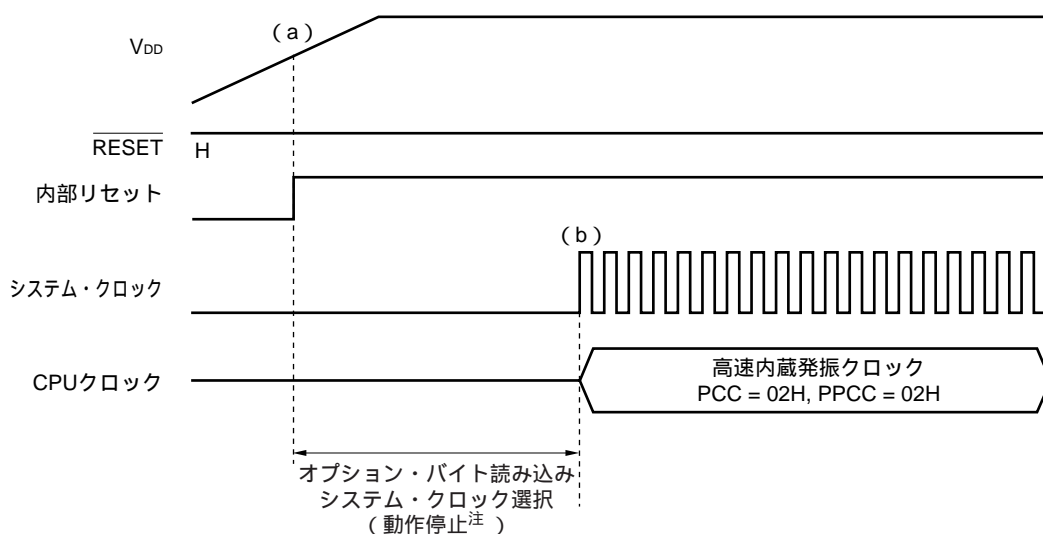 (a)
VDD
RESET
H
内部リセット
(b)
システム・クロック
CPUクロック
高速内蔵発振クロック
PCC = 02H, PPCC = 02H
オプション・バイト読み込み
システム・クロック選択
(動作停止注)